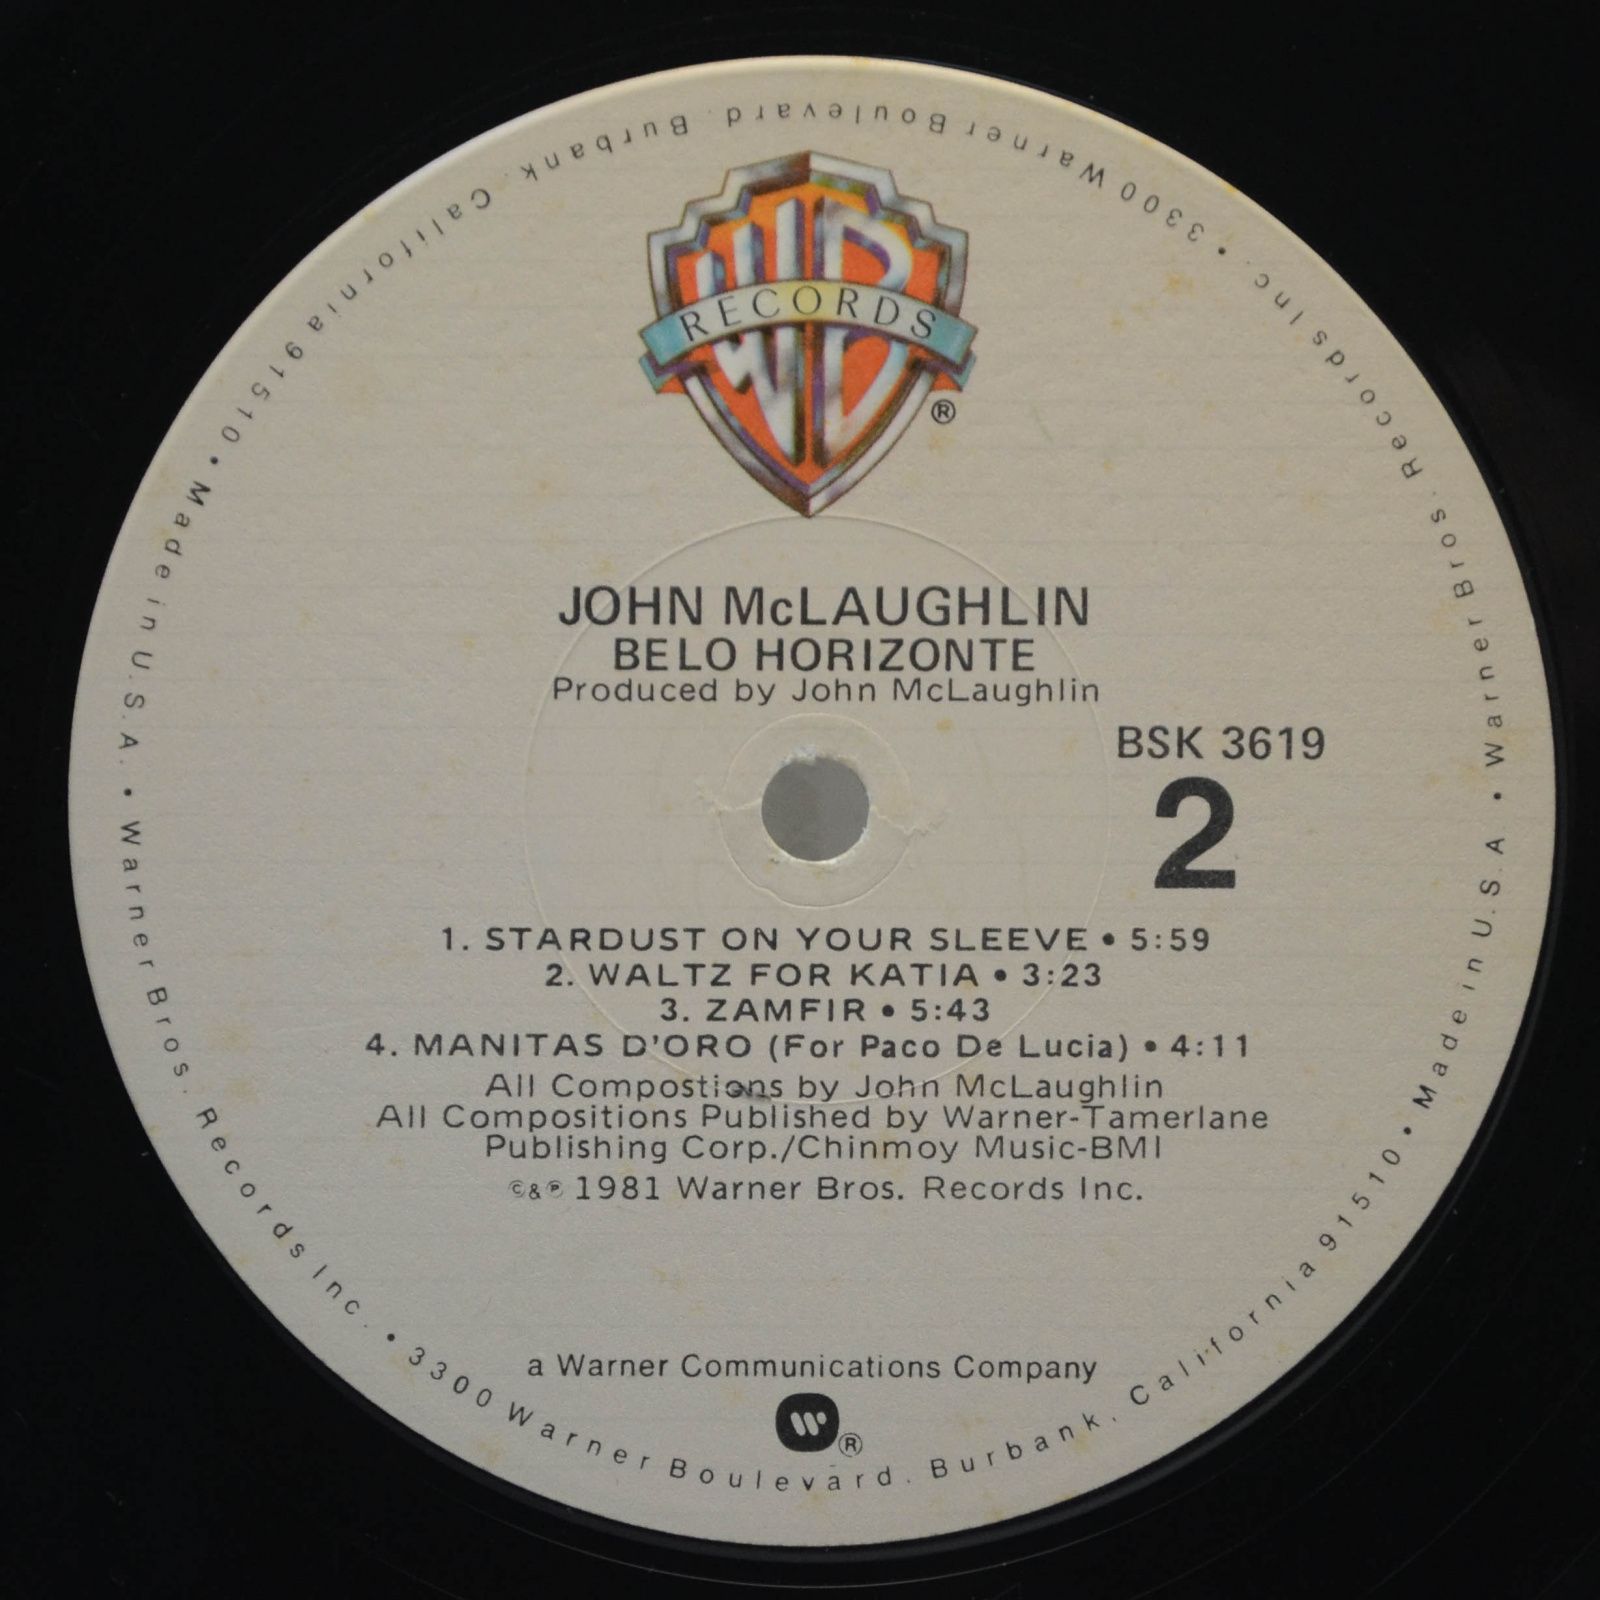 WB
RECORDS
®
JOHN McLAUGHLIN
BELO HORIZONTE
Produced by John McLaughlin
BSK 3619
2
1. STARDUST ON YOUR SLEEVE • 5:59
2. WALTZ FOR KATIA • 3:23
3. ZAMFIR • 5:43
4. MANITAS D'ORO (For Paco De Lucia) • 4:11
All Compostions by John McLaughlin
All Compositions Published by Warner-Tamerlane
Publishing Corp./Chinmoy Music-BMI
©&℗ 1981 Warner Bros. Records Inc.
a Warner Communications Company
W®
Warner Bros. Records Inc. • 3300 Warner Boulevard. Burbank. California 91510 • Made in U.S.A. • Warner Bros. Records Inc. • 3300 Warner Boulevard. Burbank. California 91510 • Made in U.S.A. •